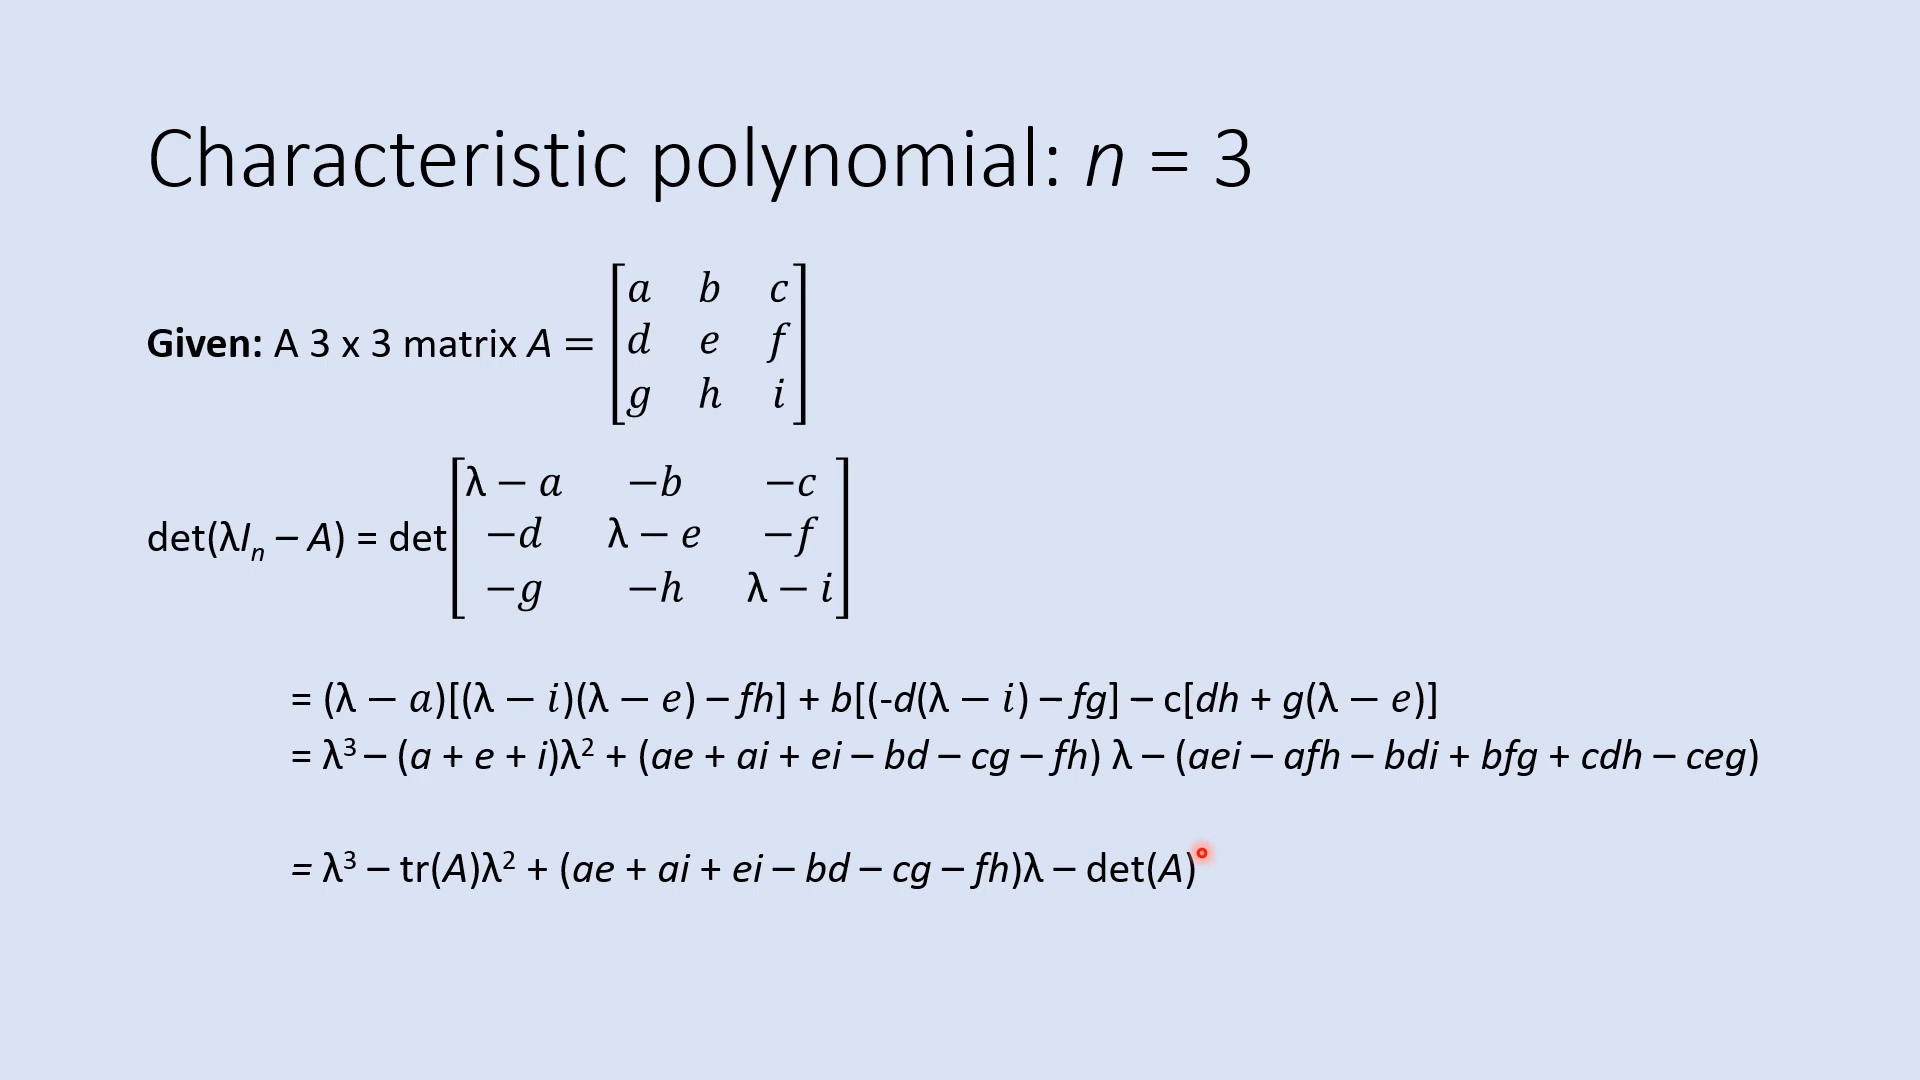 Characteristic polynomial: n = 3
Given: A 3 x 3 matrix A = [a b c
d e f
g h i]
det(λIₙ − A) = det[λ − a −b −c
−d λ − e −f
−g −h λ − i]
= (λ − a)[(λ − i)(λ − e) − fh] + b[(-d(λ − i) − fg] − c[dh + g(λ − e)]
= λ³ − (a + e + i)λ² + (ae + ai + ei − bd − cg − fh) λ − (aei − afh − bdi + bfg + cdh − ceg)
= λ³ − tr(A)λ² + (ae + ai + ei − bd − cg − fh)λ − det(A)